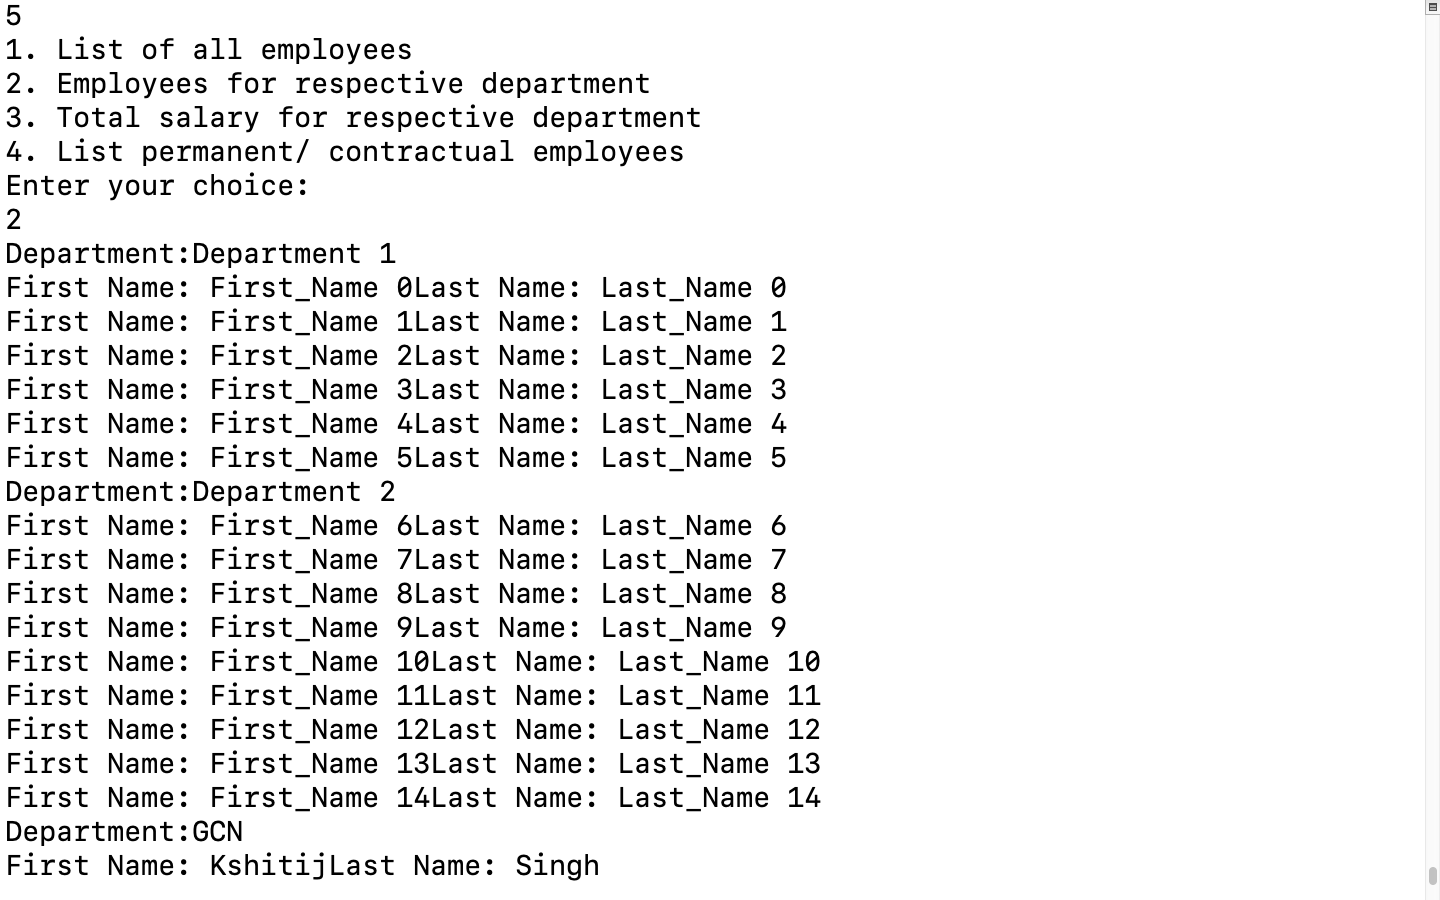 5
1. List of all employees
2. Employees for respective department
3. Total salary for respective department
4. List permanent/ contractual employees
Enter your choice:
2
Department:Department 1
First Name: First_Name 0Last Name: Last_Name 0
First Name: First_Name 1Last Name: Last_Name 1
First Name: First_Name 2Last Name: Last_Name 2
First Name: First_Name 3Last Name: Last_Name 3
First Name: First_Name 4Last Name: Last_Name 4
First Name: First_Name 5Last Name: Last_Name 5
Department:Department 2
First Name: First_Name 6Last Name: Last_Name 6
First Name: First_Name 7Last Name: Last_Name 7
First Name: First_Name 8Last Name: Last_Name 8
First Name: First_Name 9Last Name: Last_Name 9
First Name: First_Name 10Last Name: Last_Name 10
First Name: First_Name 11Last Name: Last_Name 11
First Name: First_Name 12Last Name: Last_Name 12
First Name: First_Name 13Last Name: Last_Name 13
First Name: First_Name 14Last Name: Last_Name 14
Department:GCN
First Name: KshitijLast Name: Singh